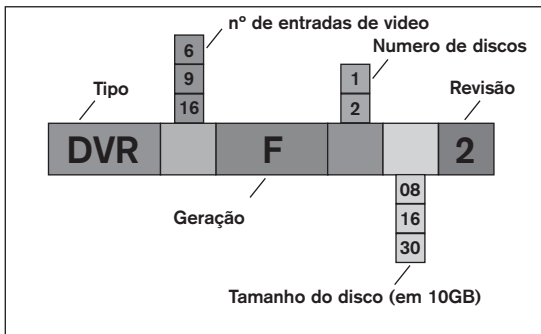 nº de entradas de video
6
9
16
Numero de discos
1
2
Tipo
Revisão
DVR
F
2
Geração
08
16
30
Tamanho do disco (em 10GB)